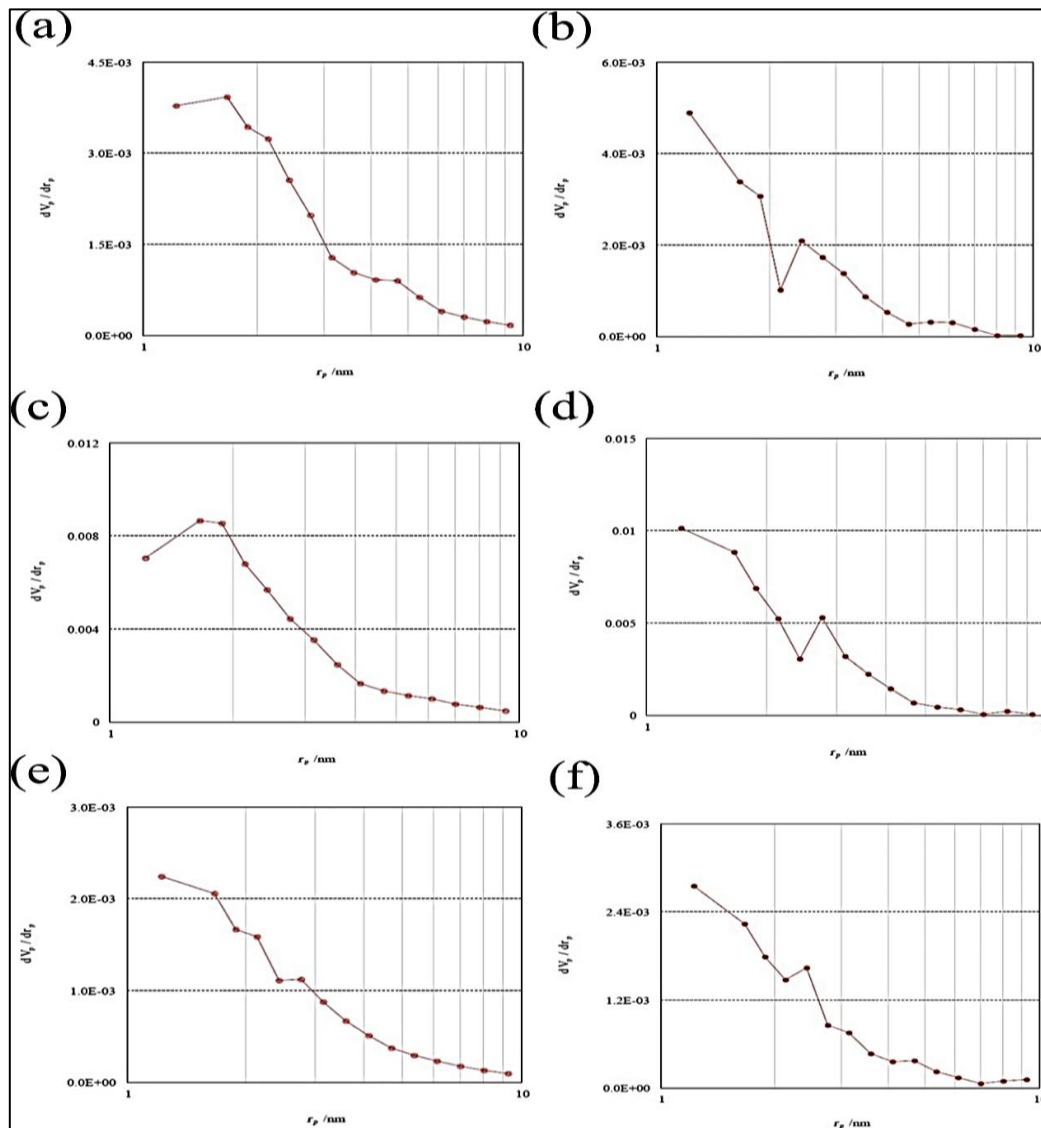 (a)
4.5E-03
3.0E-03
1.5E-03
0.0E+00
dVp / drp
1
10
rp /nm
(b)
6.0E-03
4.0E-03
2.0E-03
0.0E+00
dVp / drp
1
10
rp /nm
(c)
0.012
0.008
0.004
0
dVp / drp
1
10
rp /nm
(d)
0.015
0.01
0.005
0
dVp / drp
1
rp /nm
(e)
3.0E-03
2.0E-03
1.0E-03
0.0E+00
dVp / drp
1
10
rp /nm
(f)
3.6E-03
2.4E-03
1.2E-03
0.0E+00
dVp / drp
1
rp /nm